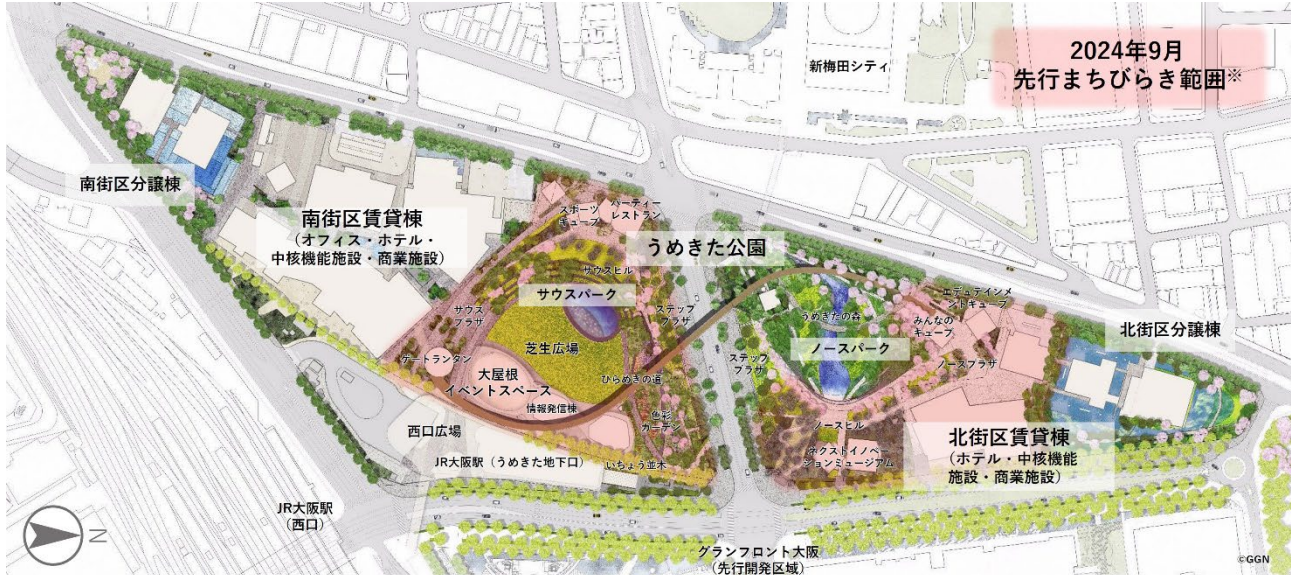 2024年9月
先行まちびらき範囲※
新梅田シティ
南街区分譲棟
南街区賃貸棟
（オフィス・ホテル・
中核機能施設・商業施設）
スポーツ
キューブ
パーティー
レストラン
うめきた公園
サウスヒル
サウスパーク
サウス
プラザ
ステップ
プラザ
芝生広場
ゲートランタン
大屋根
イベントスペース
ひらめきの道
情報発信棟
色彩
ガーデン
西口広場
JR大阪駅（うめきた地下口）
いちょう並木
JR大阪駅
（西口）
エデュテインメ
ントキューブ
うめきたの森
みんなの
キューブ
ノースパーク
ステップ
プラザ
ノースプラザ
北街区分譲棟
ノースヒル
ネクストイノベー
ションミュージアム
北街区賃貸棟
（ホテル・中核機能
施設・商業施設）
グランフロント大阪
（先行開発区域）
N
©GGN